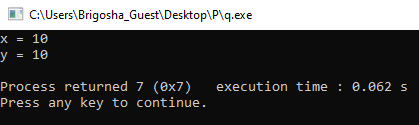 C:\Users\Brigosha_Guest\Desktop\P\q.exe
x = 10
y = 10
Process returned 7 (0x7)   execution time : 0.062 s
Press any key to continue.